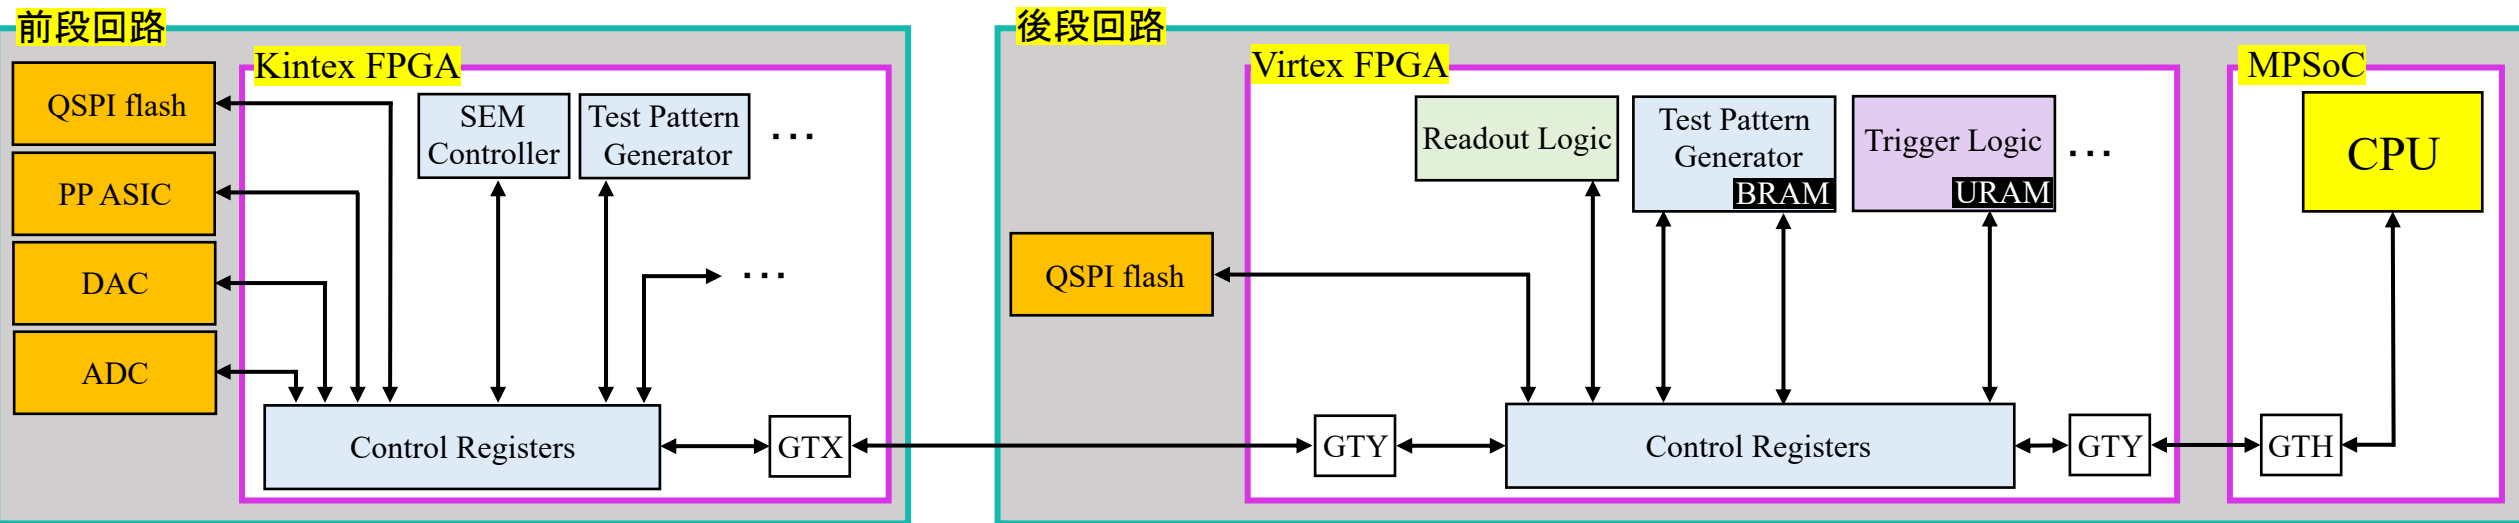 前段回路
Kintex FPGA
QSPI flash
PP ASIC
DAC
ADC
SEM
Controller
Test Pattern
Generator
...
...
Control Registers
GTX
後段回路
Virtex FPGA
QSPI flash
Readout Logic
Test Pattern
Generator
BRAM
Trigger Logic
URAM
...
GTY
Control Registers
GTY
MPSoC
CPU
GTH